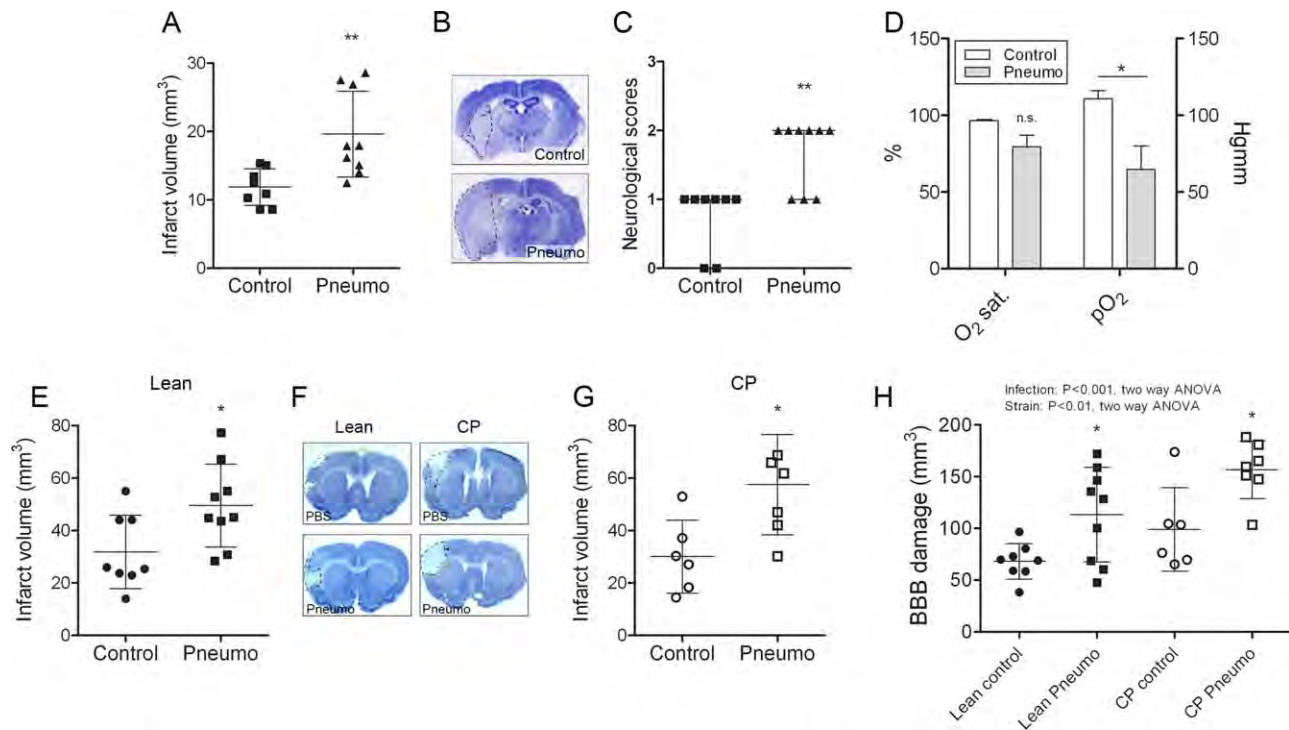 A
**
Infarct volume (mm³)
30
20
10
0
Control
Pneumo
B
Control
Pneumo
C
**
Neurological scores
3
2
1
0
Control
Pneumo
D
Control
Pneumo
%
150
100
50
0
n.s.
*
150
100
50
0
Hgmm
O₂ sat.
pO₂
E
Lean
*
Infarct volume (mm³)
80
60
40
20
0
Control
Pneumo
F
Lean
CP
PBS
PBS
Pneumo
Pneumo
G
CP
*
Infarct volume (mm³)
80
60
40
20
0
Control
Pneumo
H
Infection: P<0.001, two way ANOVA
Strain: P<0.01, two way ANOVA
*
*
BBB damage (mm³)
200
150
100
50
0
Lean control
Lean Pneumo
CP control
CP Pneumo